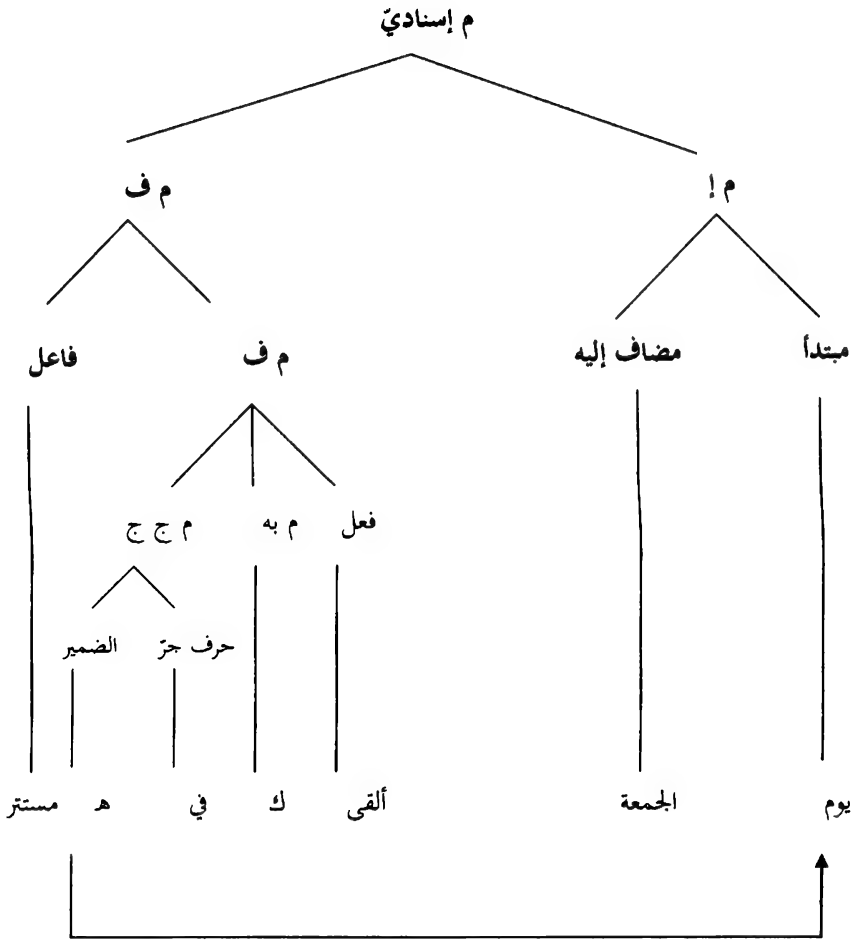 م إسناديّ
م إ م ف
مبتدأ مضاف إليه م ف فاعل
فعل م به م ج ج
حرف جرّ الضمير
يوم الجمعة ألقى ك في ه مستتر